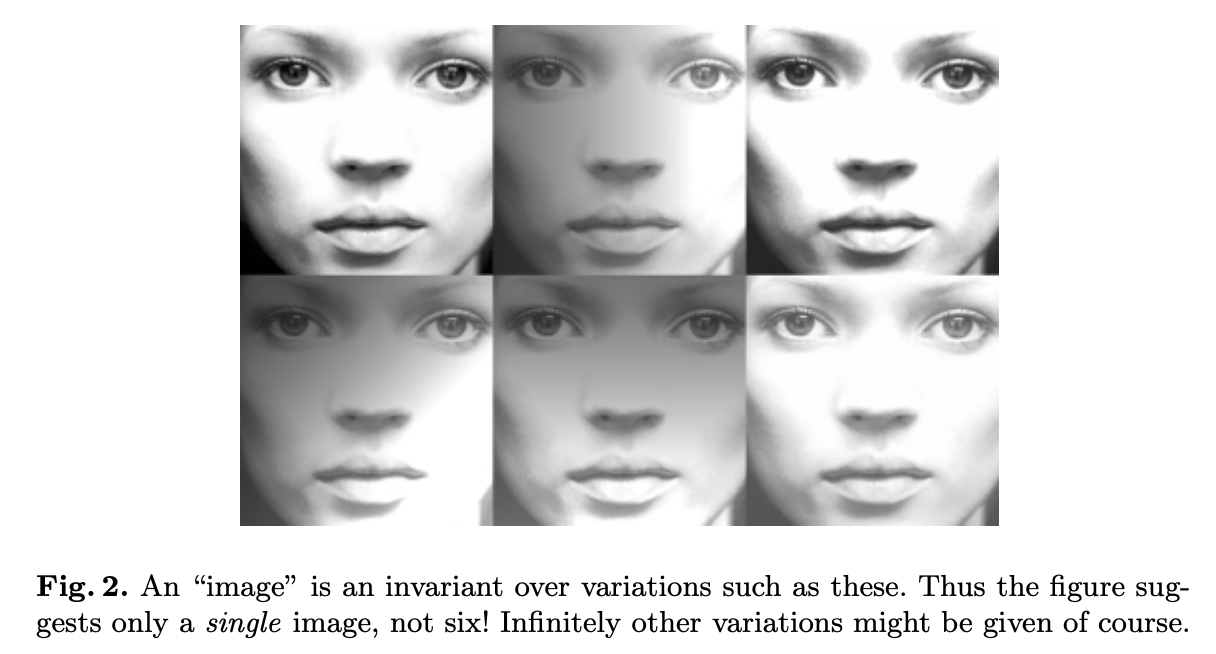 Fig. 2. An “image” is an invariant over variations such as these. Thus the figure sug-
gests only a single image, not six! Infinitely other variations might be given of course.